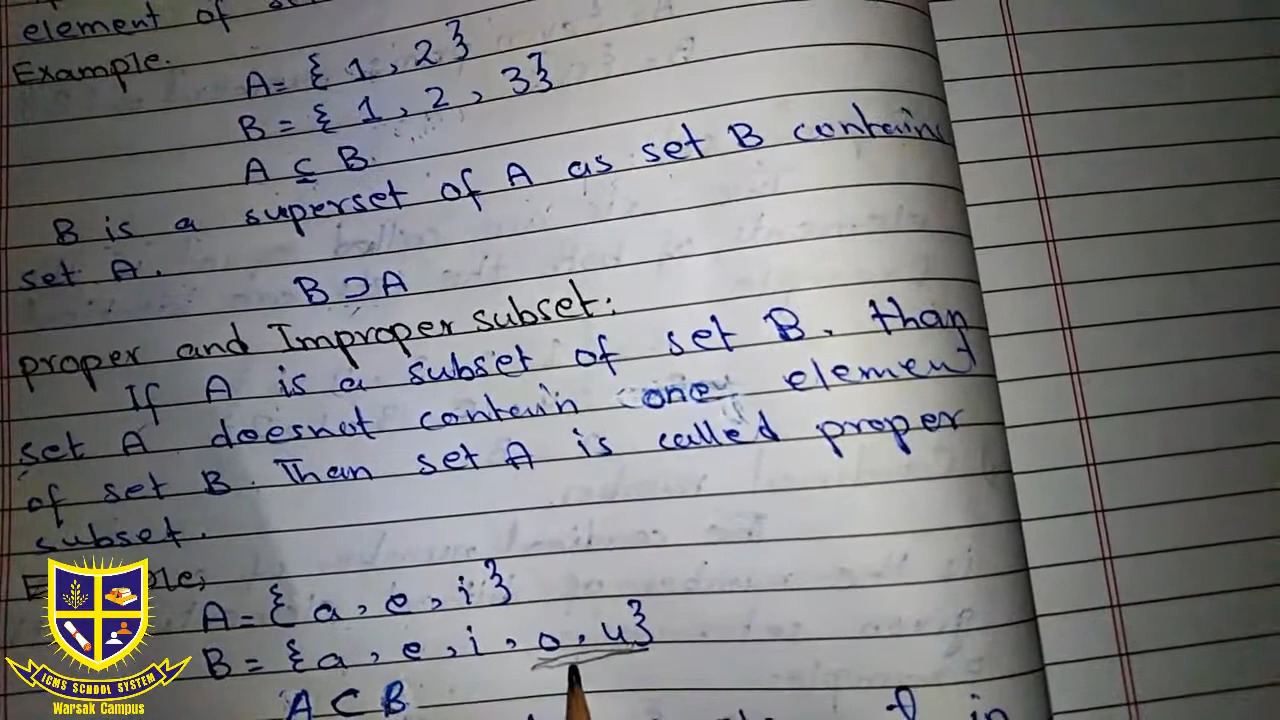 element of
Example.
A= { 1 , 2 }
B = { 1 , 2 , 3 }
A ⊆ B.
B is a superset of A as set B contains
set A.
B ⊃ A
proper and Improper subset:
If A is a subset of set B. than
set A doesnot contain one element
of set B. Than set A is called proper
subset.
A= { a , e , i }
B = { a , e , i , o , u }
A ⊂ B
in
ICMS SCHOOL SYSTEM
Warsak Campus